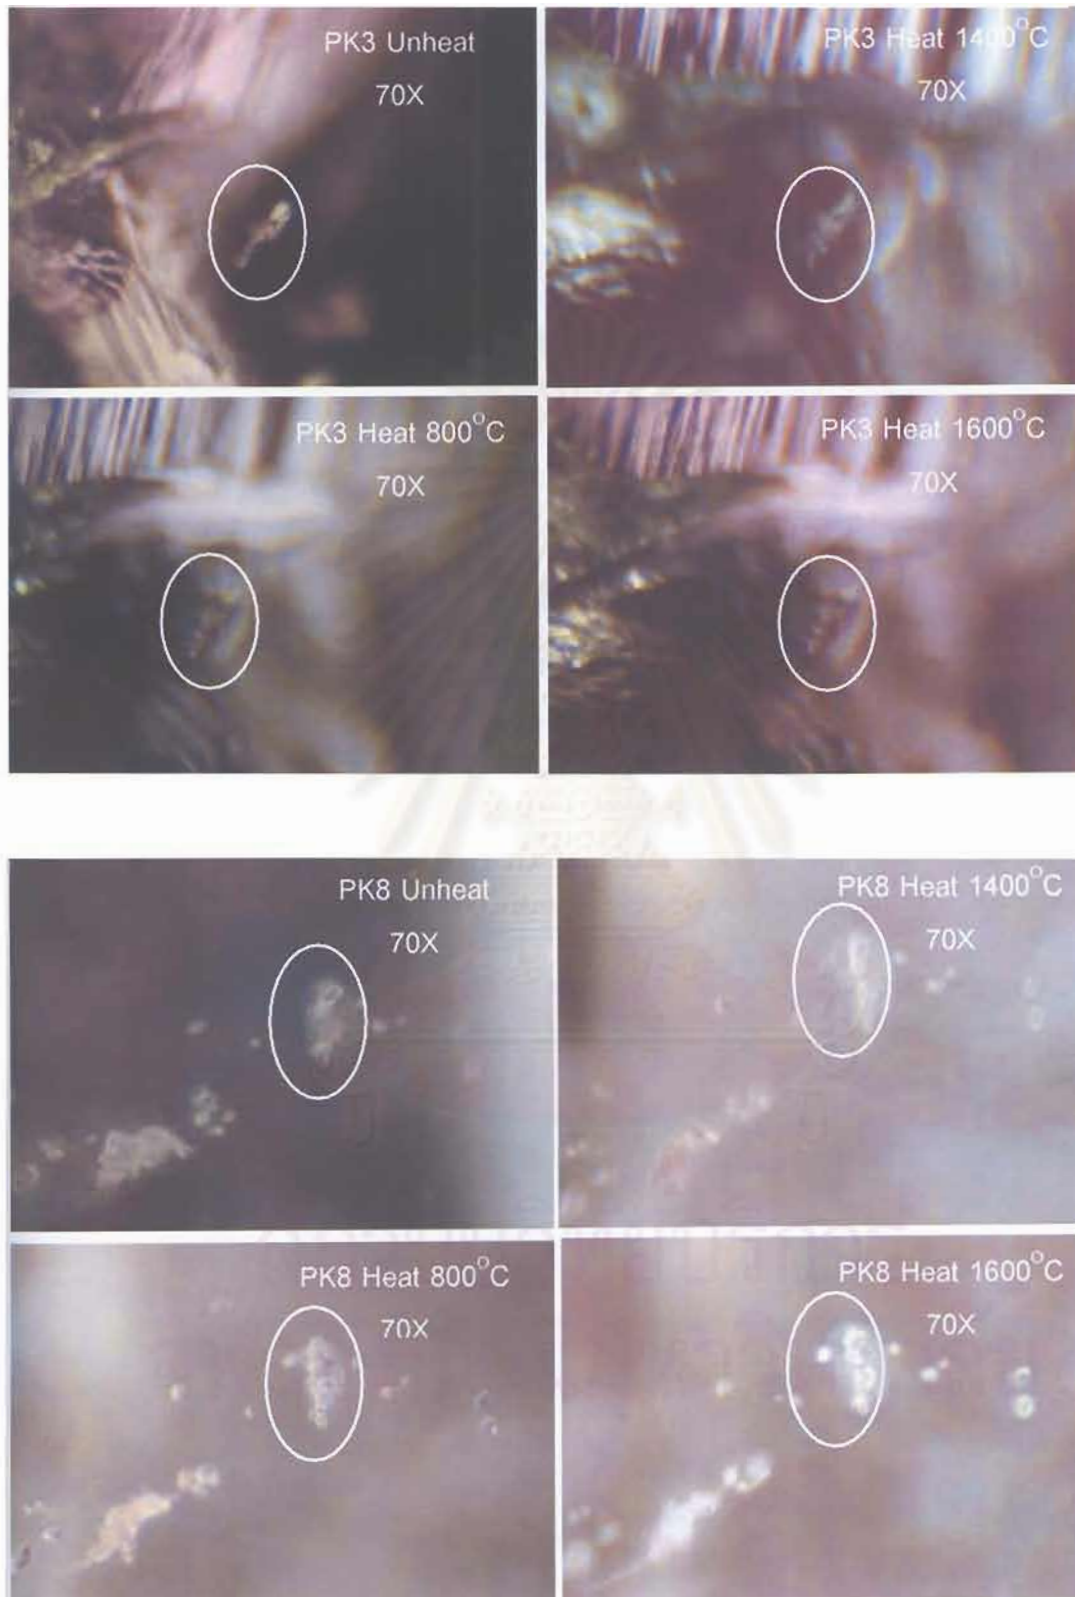 PK3 Unheat
70X
PK3 Heat 1400°C
70X
PK3 Heat 800°C
70X
PK3 Heat 1600°C
70X
PK8 Unheat
70X
PK8 Heat 1400°C
70X
PK8 Heat 800°C
70X
PK8 Heat 1600°C
70X